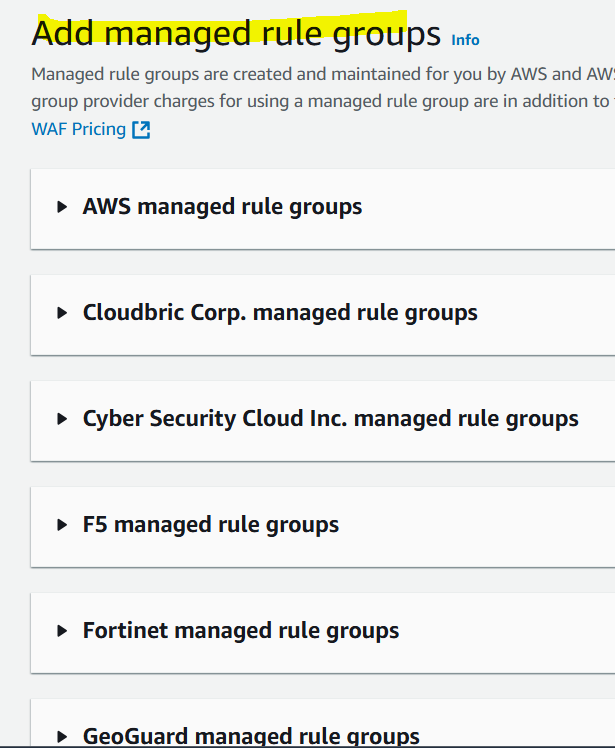 Add managed rule groups Info
Managed rule groups are created and maintained for you by AWS and AWS
group provider charges for using a managed rule group are in addition to
WAF Pricing
AWS managed rule groups
Cloudbric Corp. managed rule groups
Cyber Security Cloud Inc. managed rule groups
F5 managed rule groups
Fortinet managed rule groups
GeoGuard managed rule groups